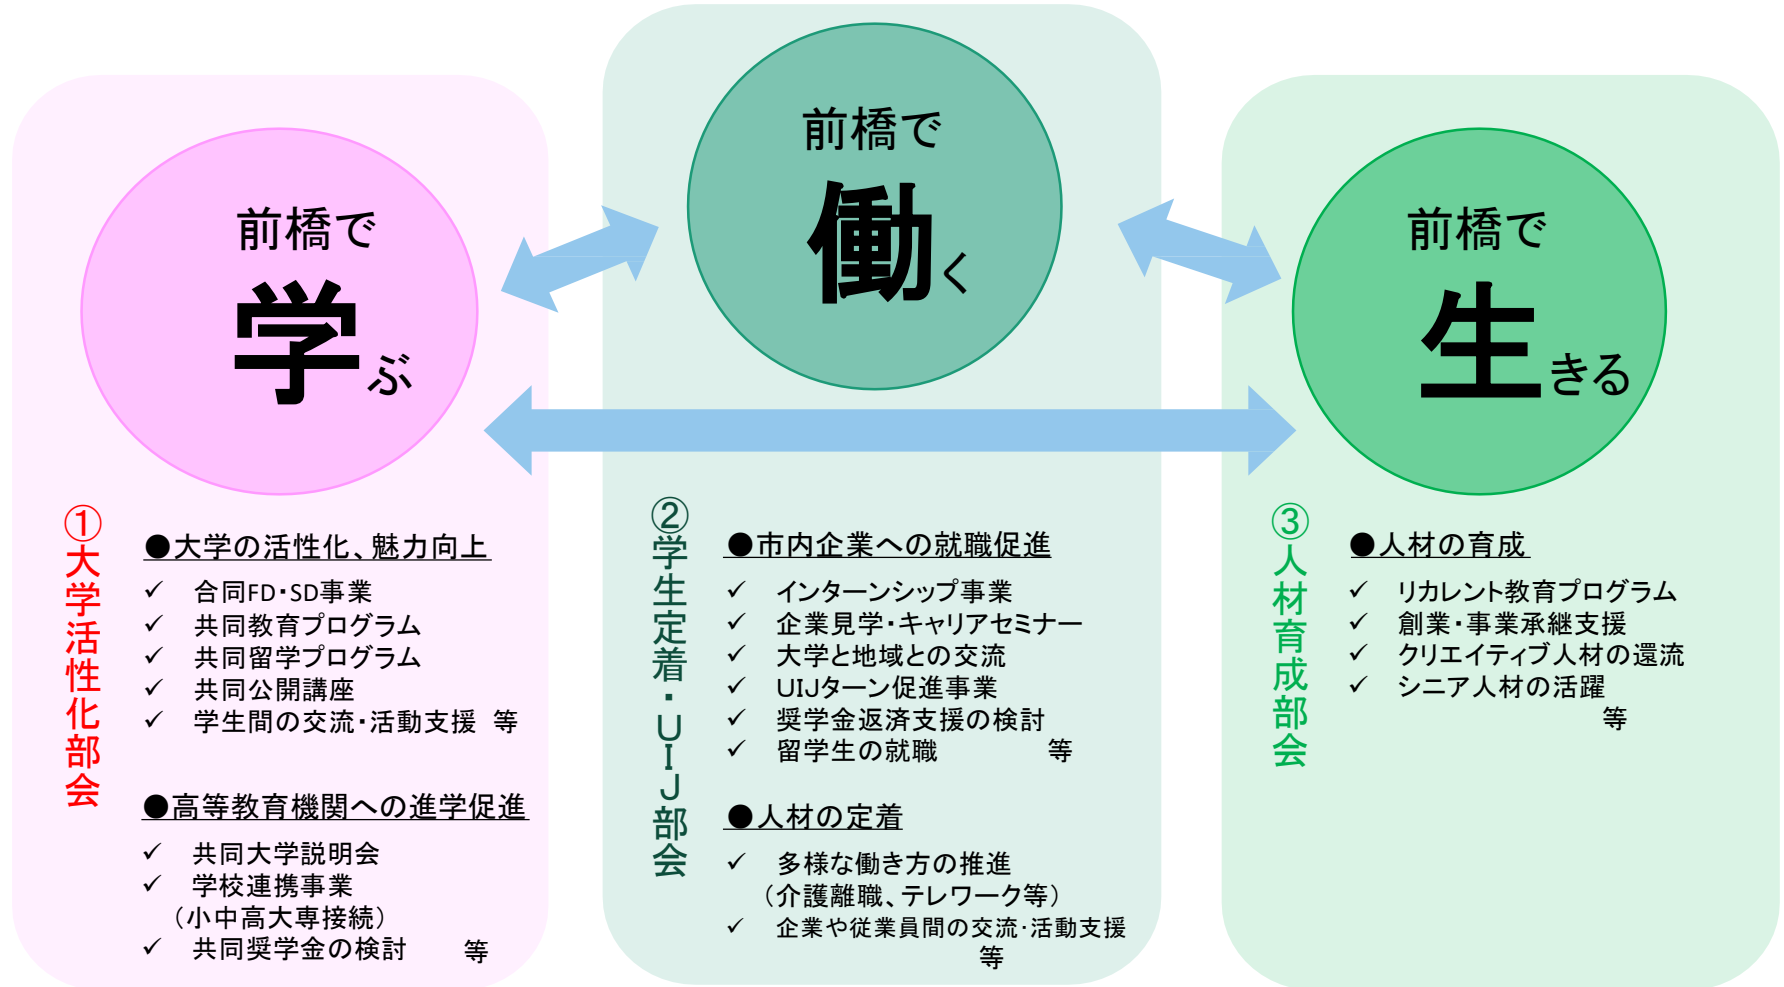 前橋で
学ぶ
①大学活性化部会
●大学の活性化、魅力向上
✓ 合同FD・SD事業
✓ 共同教育プログラム
✓ 共同留学プログラム
✓ 共同公開講座
✓ 学生間の交流・活動支援 等
●高等教育機関への進学促進
✓ 共同大学説明会
✓ 学校連携事業
（小中高大専接続）
✓ 共同奨学金の検討 等
前橋で
働く
②学生定着・UIJ部会
●市内企業への就職促進
✓ インターンシップ事業
✓ 企業見学・キャリアセミナー
✓ 大学と地域との交流
✓ UIJターン促進事業
✓ 奨学金返済支援の検討
✓ 留学生の就職 等
●人材の定着
✓ 多様な働き方の推進
（介護離職、テレワーク等）
✓ 企業や従業員間の交流・活動支援
等
前橋で
生きる
③人材育成部会
●人材の育成
✓ リカレント教育プログラム
✓ 創業・事業承継支援
✓ クリエイティブ人材の還流
✓ シニア人材の活躍
等